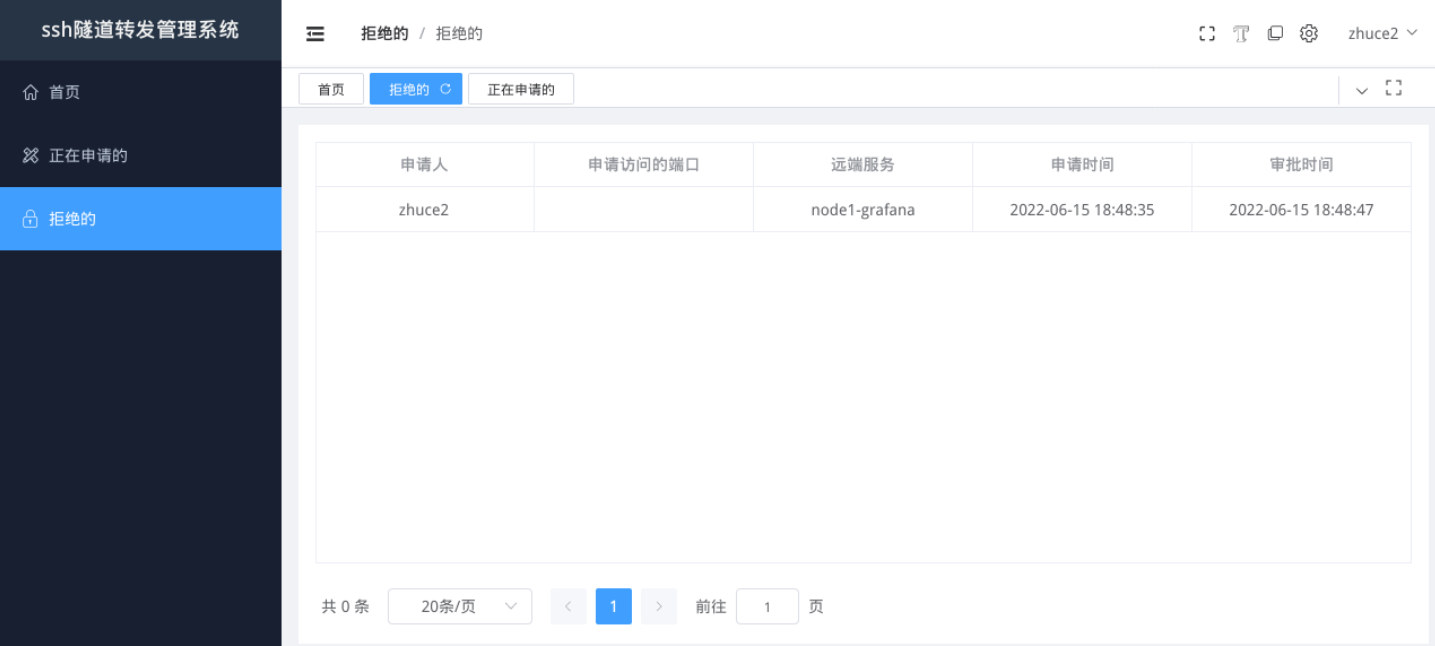 ssh隧道转发管理系统
拒绝的 / 拒绝的
zhuce2
首页
正在申请的
拒绝的
首页 拒绝的 正在申请的
申请人 申请访问的端口 远端服务 申请时间 审批时间
zhuce2 node1-grafana 2022-06-15 18:48:35 2022-06-15 18:48:47
共 0 条 20条/页 1 前往 1 页